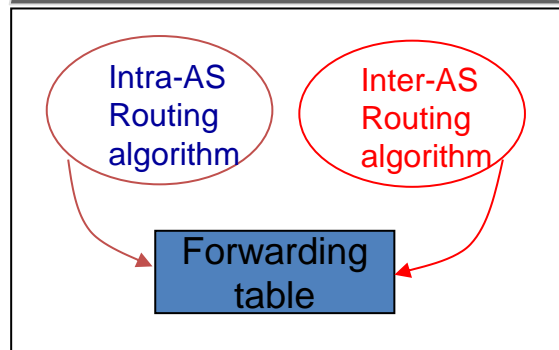 Intra-AS
Routing
algorithm
Inter-AS
Routing
algorithm
Forwarding
table